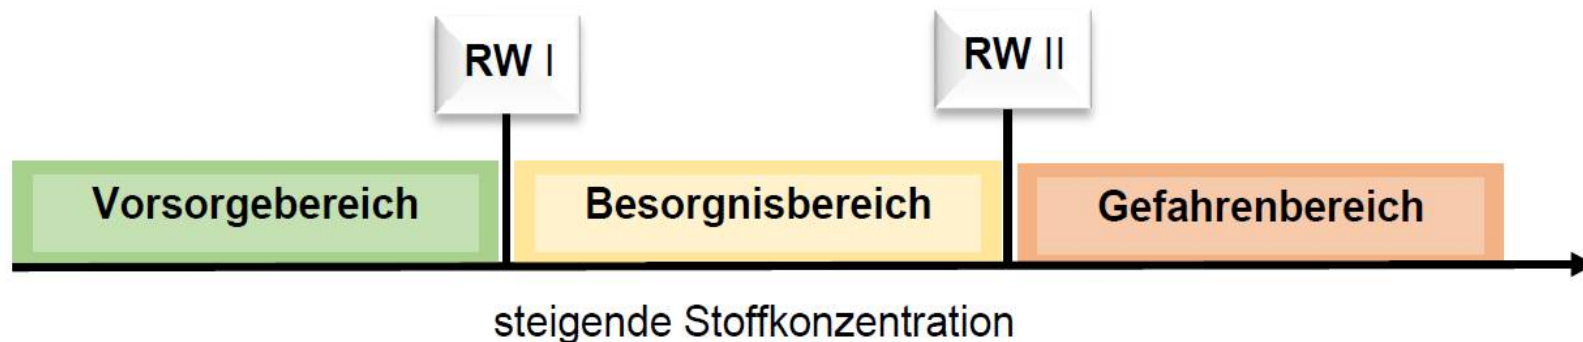 RW I
RW II
Vorsorgebereich
Besorgnisbereich
Gefahrenbereich
steigende Stoffkonzentration